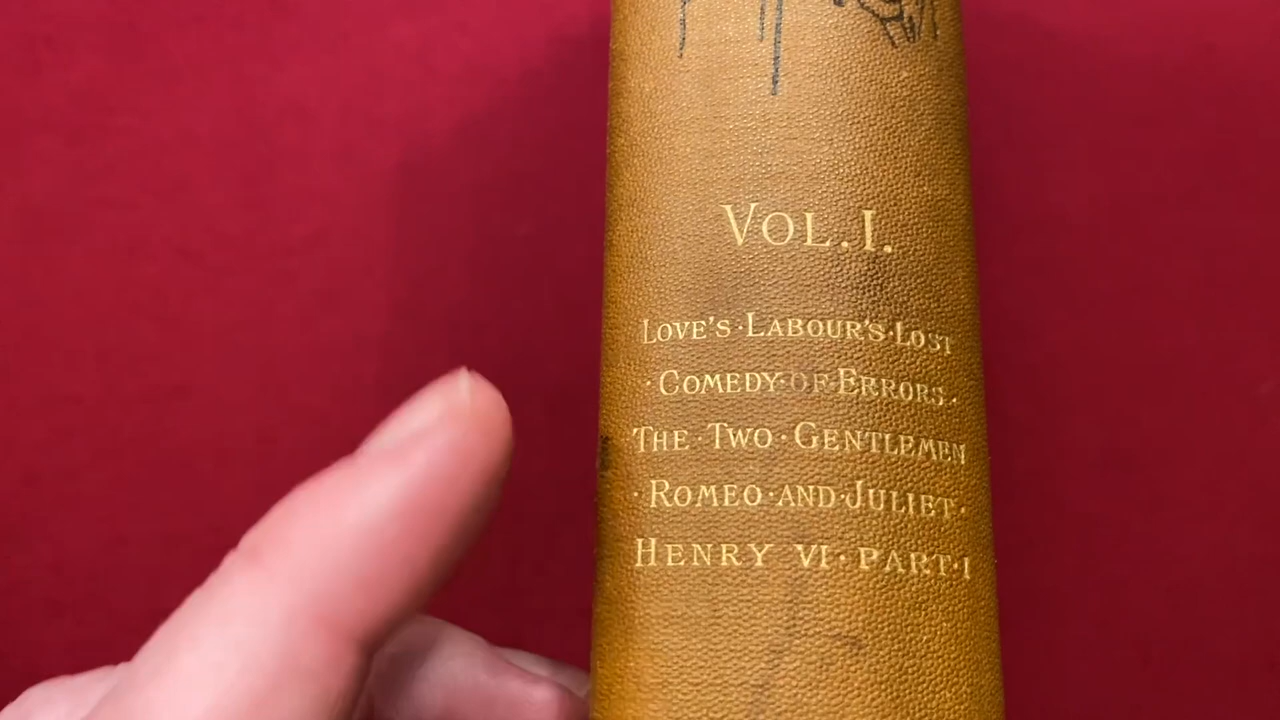 VOL. I.
LOVE'S·LABOUR'S·LOST
·COMEDY·OF·ERRORS·
THE·TWO·GENTLEMEN
·ROMEO·AND·JULIET·
HENRY VI·PART·I